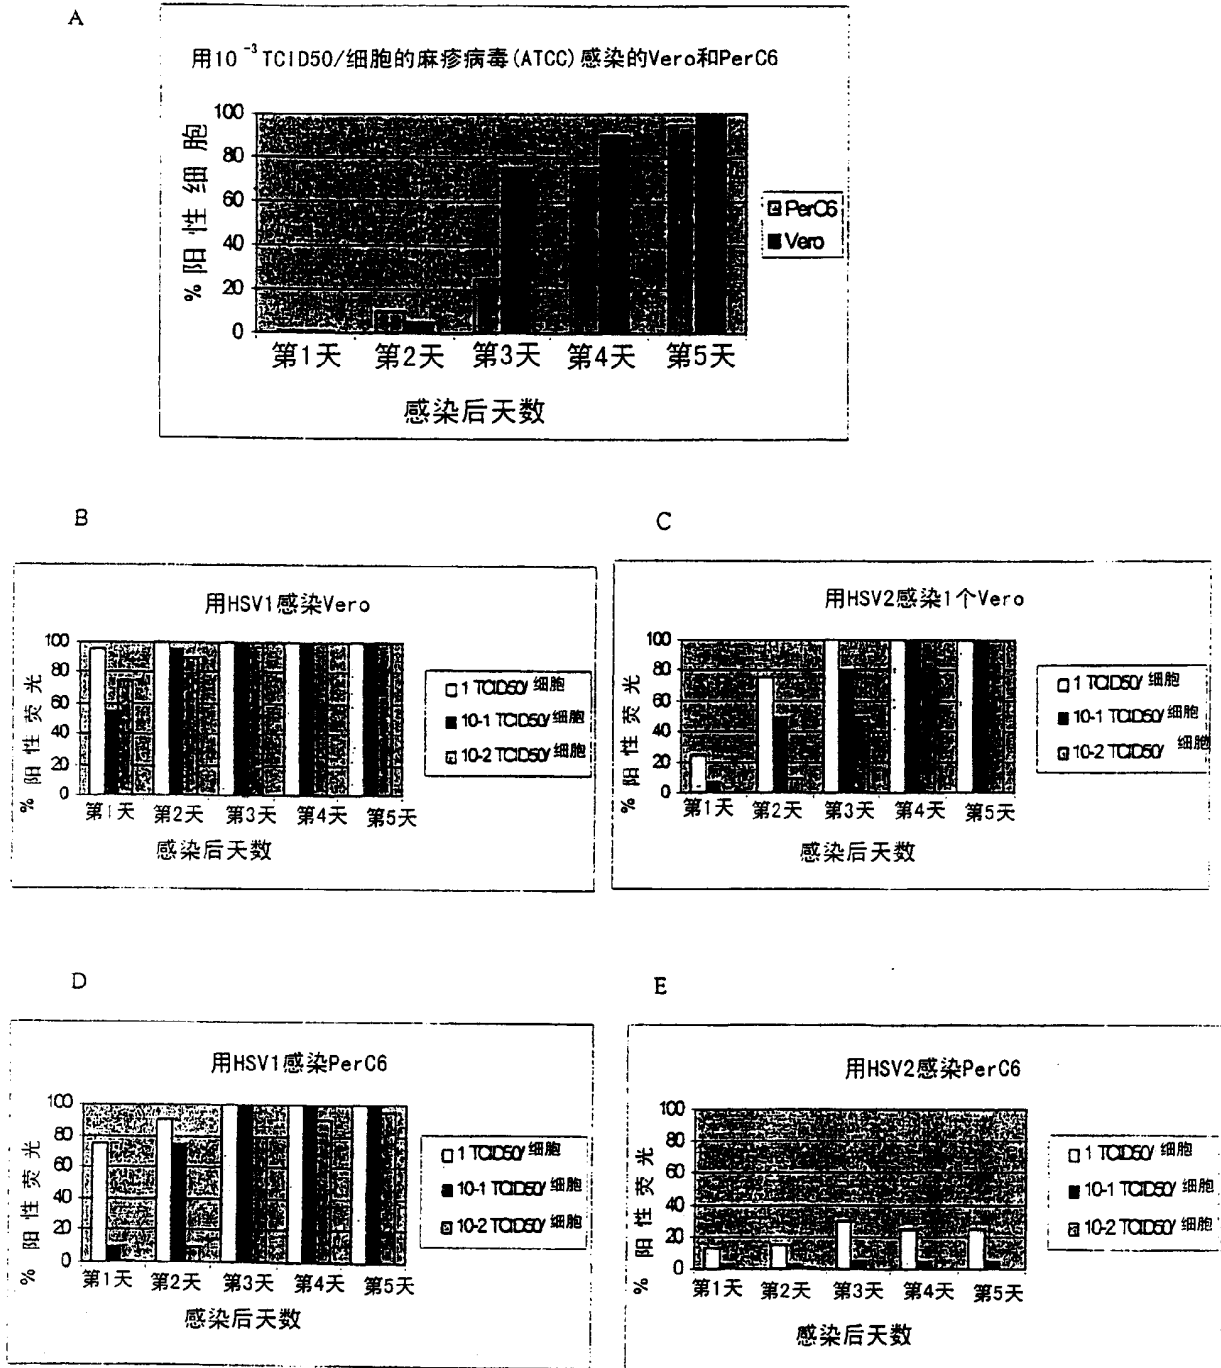 A
用10⁻³TCID50/细胞的麻疹病毒(ATCC)感染的Vero和PerC6
% 阳性细胞
100
80
60
40
20
0
第1天 第2天 第3天 第4天 第5天
感染后天数
PerC6
Vero
B
用HSV1感染Vero
% 阳性荧光
100
80
60
40
20
0
第1天 第2天 第3天 第4天 第5天
感染后天数
1 TCID50/细胞
10-1 TCID50/细胞
10-2 TCID50/细胞
C
用HSV2感染1个Vero
% 阳性荧光
100
80
60
40
20
0
第1天 第2天 第3天 第4天 第5天
感染后天数
1 TCID50/细胞
10-1 TCID50/细胞
10-2 TCID50/ 细胞
D
用HSV1感染PerC6
% 阳性荧光
100
80
60
40
20
0
第1天 第2天 第3天 第4天 第5天
感染后天数
1 TCID50/细胞
10-1 TCID50/细胞
10-2 TCID50/细胞
E
用HSV2感染PerC6
% 阳性荧光
100
80
60
40
20
0
第1天 第2天 第3天 第4天 第5天
感染后天数
1 TCID50/细胞
10-1 TCID50/细胞
10-2 TCID50/细胞